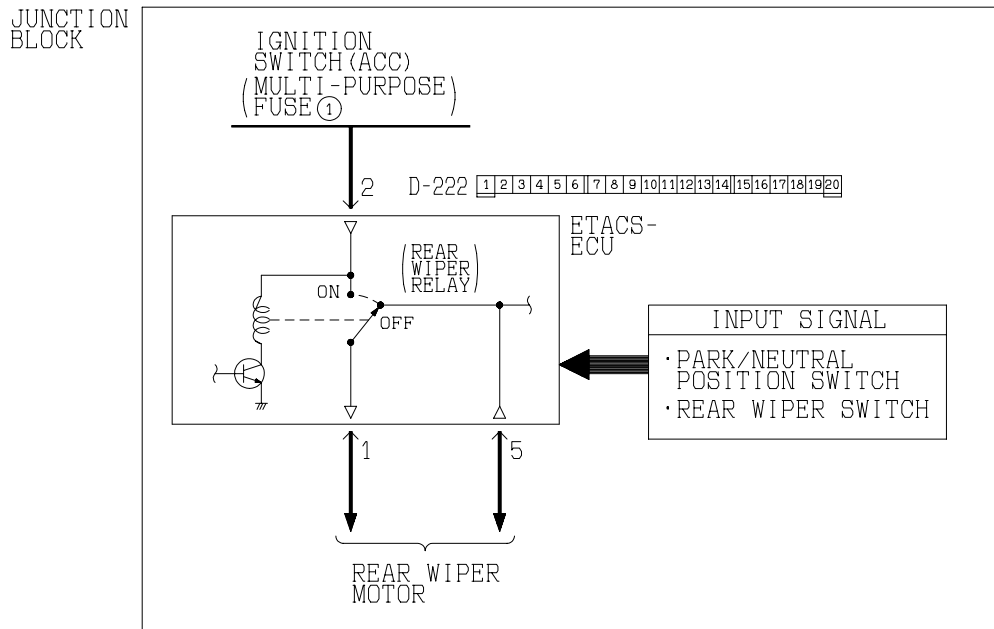 JUNCTION
BLOCK
IGNITION
SWITCH (ACC)
(MULTI-PURPOSE)
FUSE ①
2
D-222
1 2 3 4 5 6 7 8 9 10 11 12 13 14 15 16 17 18 19 20
ETACS-
ECU
(REAR
WIPER
RELAY)
ON
OFF
INPUT SIGNAL
·PARK/NEUTRAL
POSITION SWITCH
·REAR WIPER SWITCH
1
5
REAR WIPER
MOTOR